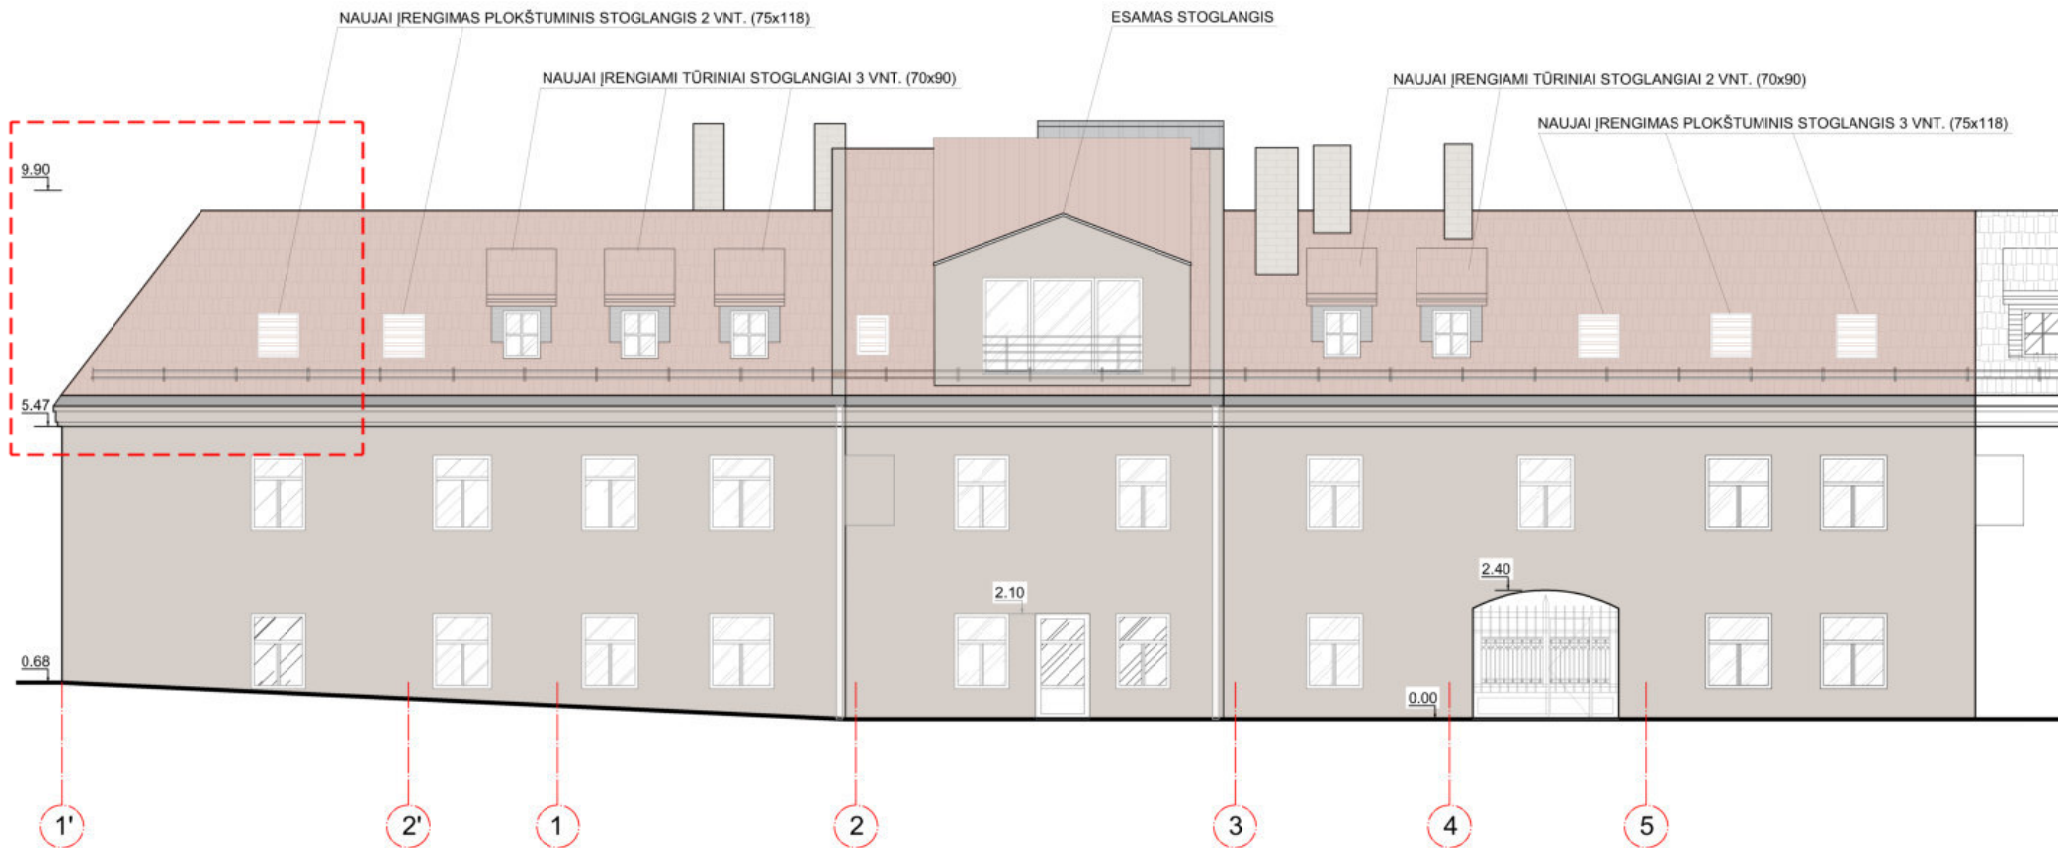 NAUJAI ĮRENGIMAS PLOKŠTUMINIS STOGLANGIS 2 VNT. (75x118)
ESAMAS STOGLANGIS
NAUJAI ĮRENGIAMI TŪRINIAI STOGLANGIAI 3 VNT. (70x90)
NAUJAI ĮRENGIAMI TŪRINIAI STOGLANGIAI 2 VNT. (70x90)
NAUJAI ĮRENGIMAS PLOKŠTUMINIS STOGLANGIS 3 VNT. (75x118)
9.90
5.47
2.40
2.10
0.68
0.00
1' 2' 1 2 3 4 5